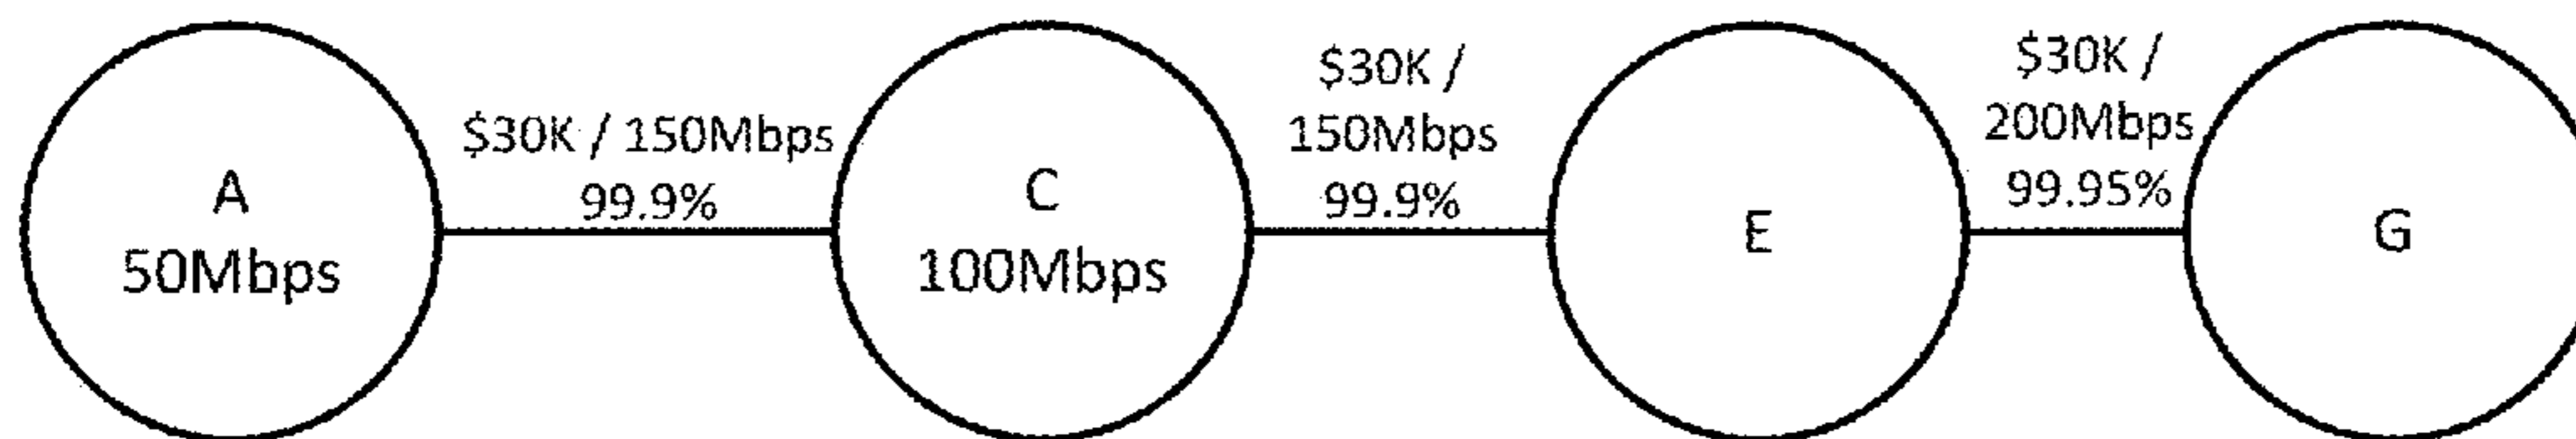 A
50Mbps
$30K / 150Mbps
99.9%
C
100Mbps
$30K /
150Mbps
99.9%
E
$30K /
200Mbps
99.95%
G